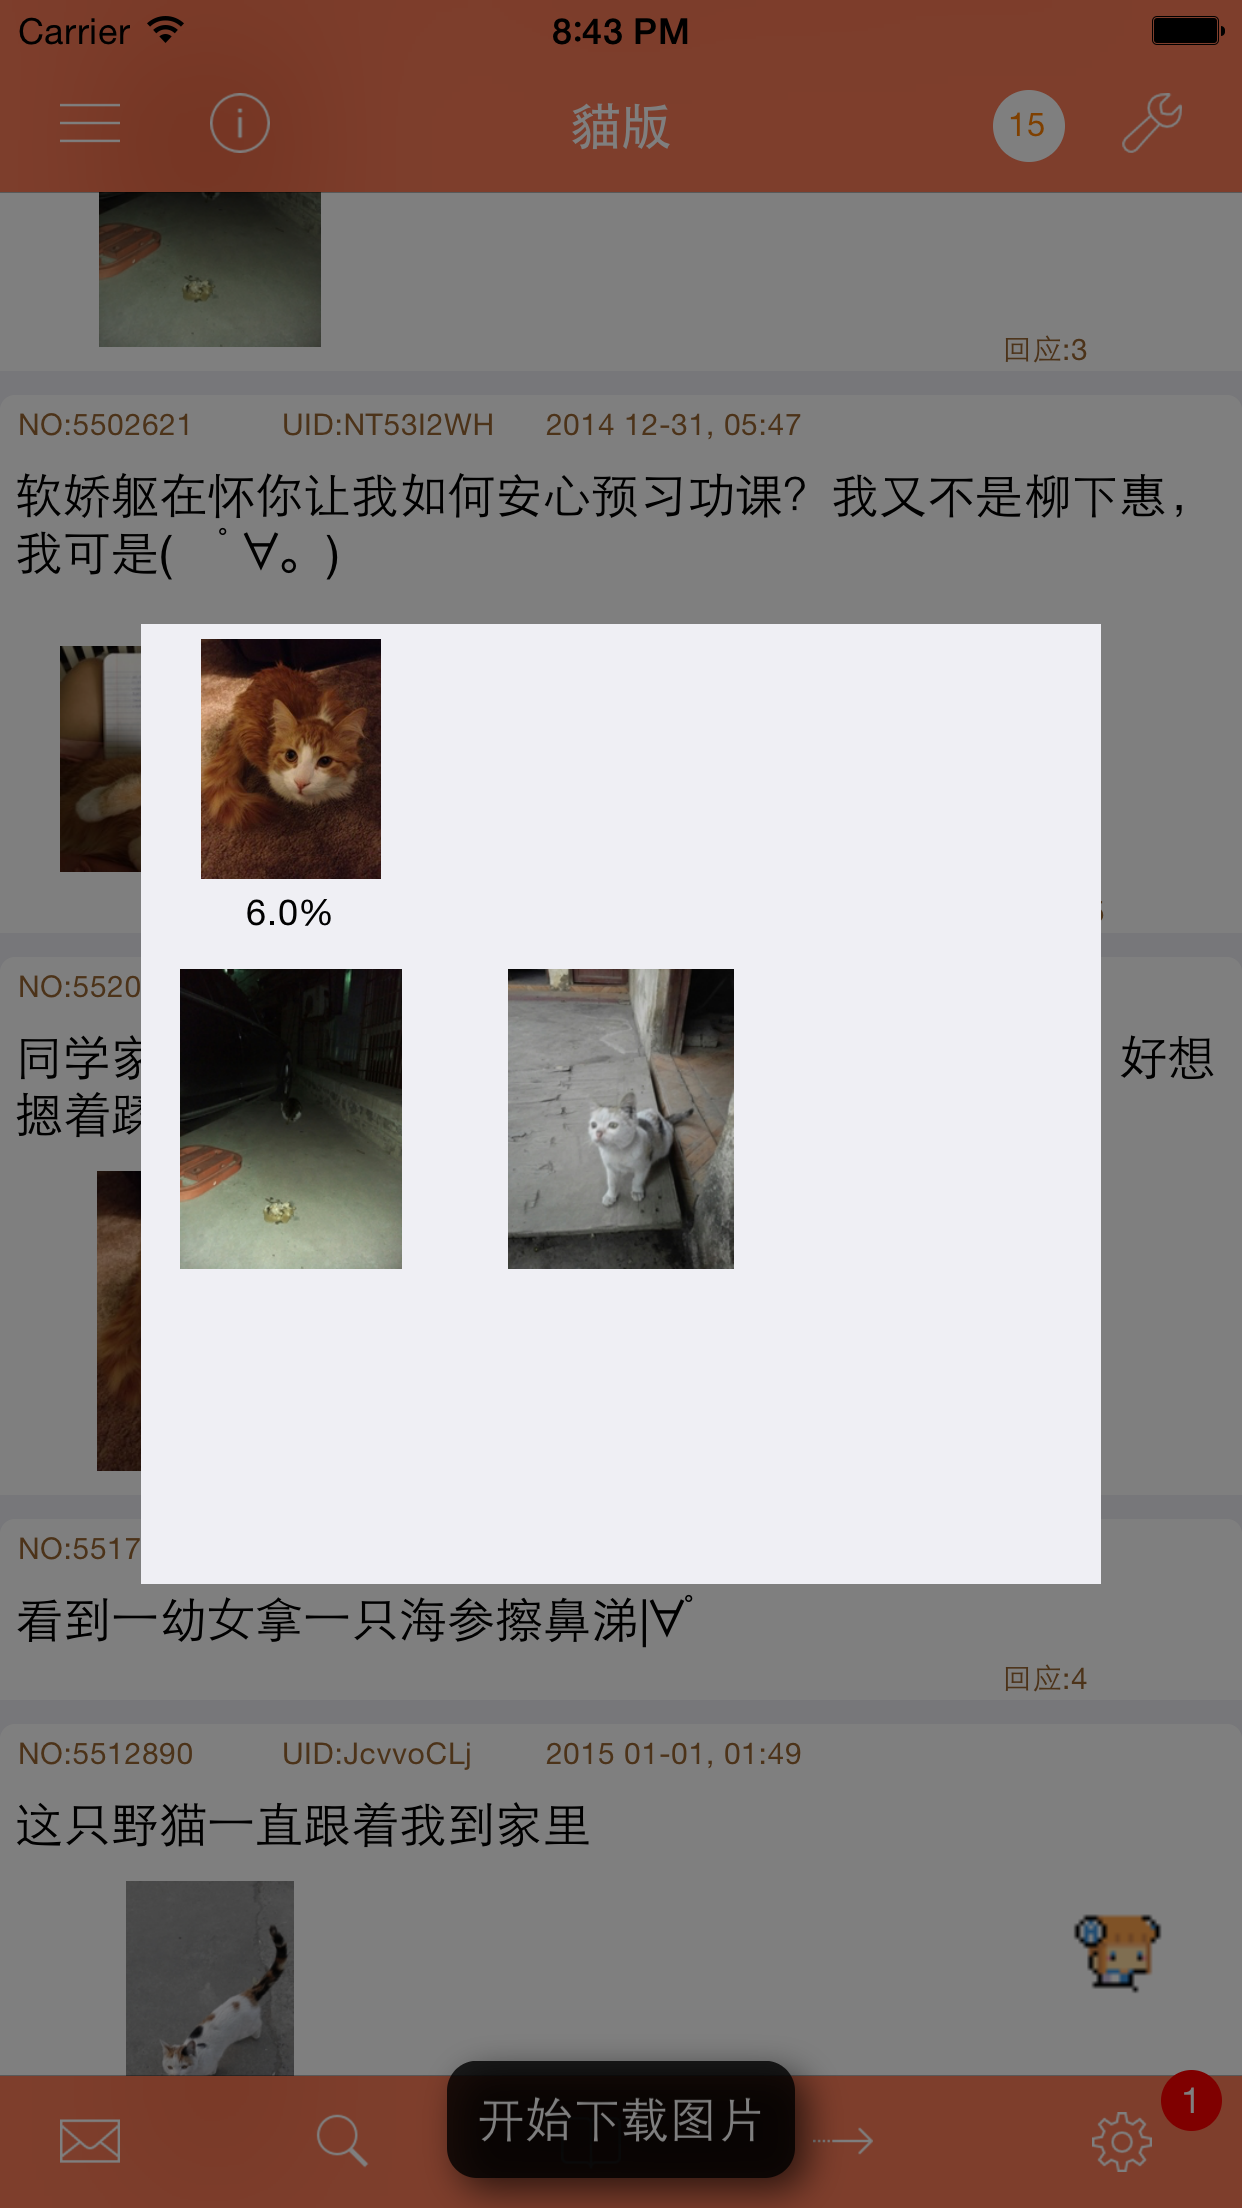 Carrier
8:43 PM
貓版
15
回应:3
NO:5502621 UID:NT53I2WH 2014 12-31, 05:47
软娇躯在怀你让我如何安心预习功课？我又不是柳下惠，
我可是( ﾟ∀。)
6.0%
NO:5520
同学家 好想
摁着蹂
NO:5517
看到一幼女拿一只海参擦鼻涕|∀ﾟ
回应:4
NO:5512890 UID:JcvvoCLj 2015 01-01, 01:49
这只野猫一直跟着我到家里
开始下载图片
1